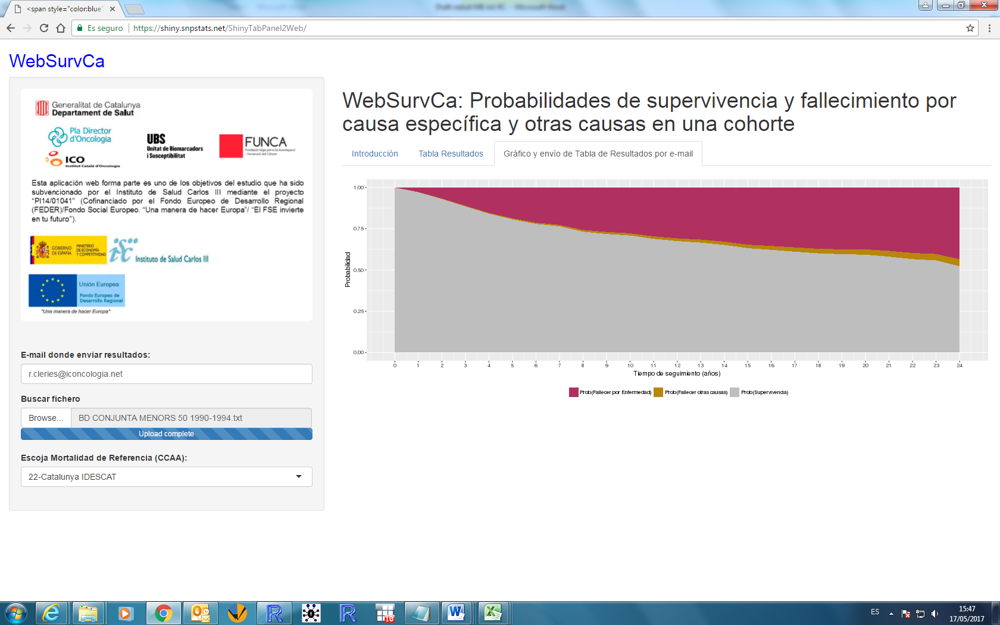 <span style="color:blue"
Es seguro
https://shiny.snpstats.net/ShinyTabPanel2Web/
WebSurvCa
Generalitat de Catalunya
Departament de Salut
Pla Director
d'Oncologia
ICO
Institut Català d'Oncologia
UBS
Unitat de Biomarcadors
i Susceptibilitat
FUNCA
Esta aplicación web forma parte es uno de los objetivos del estudio que ha sido
subvencionado por el Instituto de Salud Carlos III mediante el proyecto
"PI14/01041" (Cofinanciado por el Fondo Europeo de Desarrollo Regional
(FEDER)/Fondo Social Europeo. "Una manera de hacer Europa"/ "El FSE invierte
en tu futuro").
GOBIERNO
DE ESPAÑA
MINISTERIO
DE ECONOMÍA
Y COMPETITIVIDAD
isc
Instituto de Salud Carlos III
Unión Europea
Fondo Europeo de
Desarrollo Regional
"Una manera de hacer Europa"
E-mail donde enviar resultados:
r.cleries@iconcologia.net
Buscar fichero
Browse...
BD CONJUNTA MENORS 50 1990-1994.txt
Upload complete
Escoja Mortalidad de Referencia (CCAA):
22-Catalunya IDESCAT
WebSurvCa: Probabilidades de supervivencia y fallecimiento por
causa específica y otras causas en una cohorte
Introducción
Tabla Resultados
Gráfico y envío de Tabla de Resultados por e-mail
1.00
0.75
0.50
0.25
0.00
Probabilidad
0 1 2 3 4 5 6 7 8 9 10 11 12 13 14 15 16 17 18 19 20 21 22 23 24
Tiempo de seguimiento (años)
Prob(Fallecer por Enfermedad) Prob(Fallecer otras causas) Prob(Supervivencia)
10
ES
15:47
17/05/2017